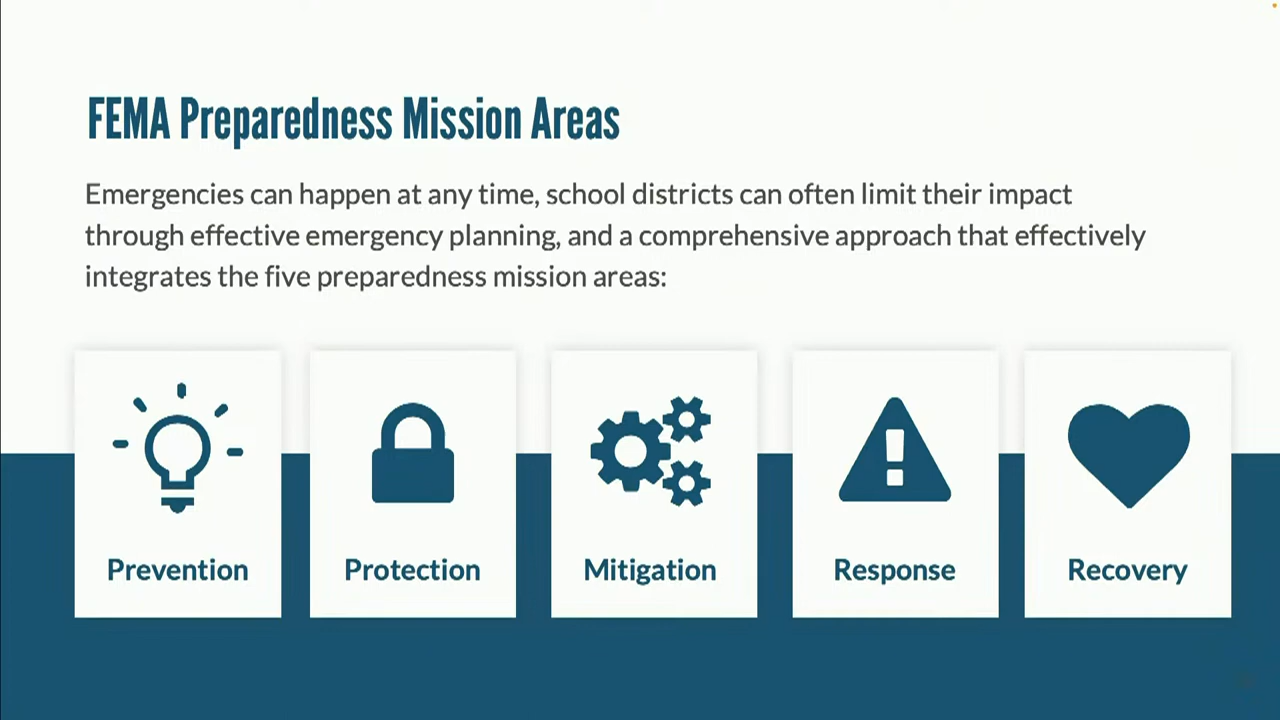 FEMA Preparedness Mission Areas
Emergencies can happen at any time, school districts can often limit their impact
through effective emergency planning, and a comprehensive approach that effectively
integrates the five preparedness mission areas:
Prevention
Protection
Mitigation
Response
Recovery